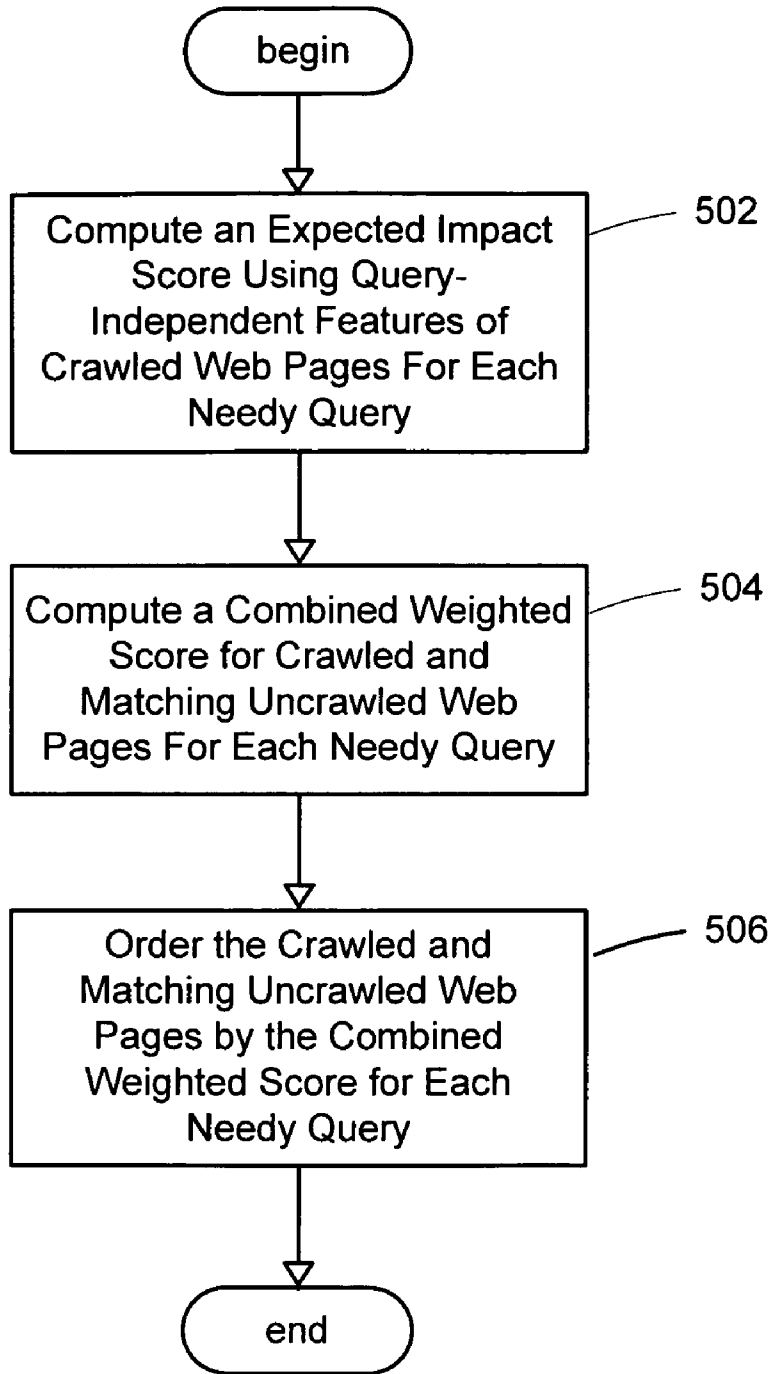 begin
Compute an Expected Impact
Score Using Query-
Independent Features of
Crawled Web Pages For Each
Needy Query
502
Compute a Combined Weighted
Score for Crawled and
Matching Uncrawled Web
Pages For Each Needy Query
504
Order the Crawled and
Matching Uncrawled Web
Pages by the Combined
Weighted Score for Each
Needy Query
506
end